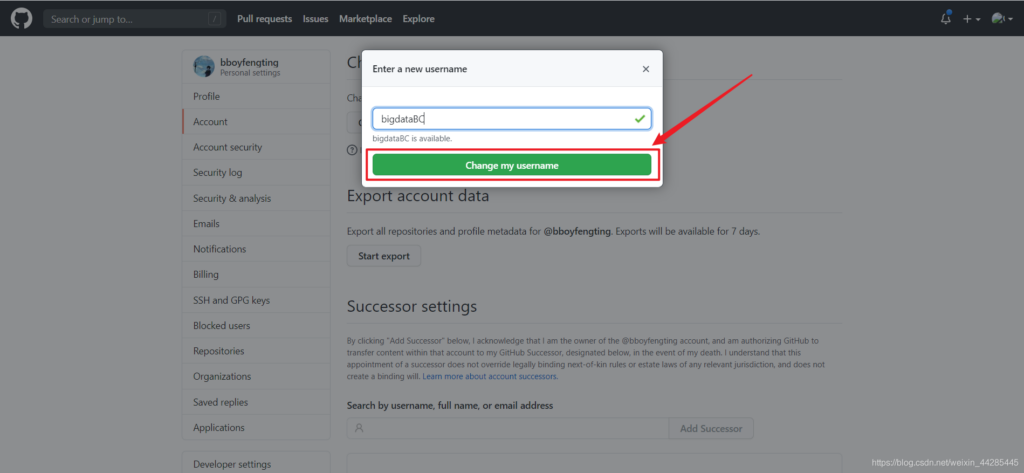 Search or jump to...
/
Pull requests
Issues
Marketplace
Explore
bboyfengting
Personal settings
Profile
Account
Account security
Security log
Security & analysis
Emails
Notifications
Billing
SSH and GPG keys
Blocked users
Repositories
Organizations
Saved replies
Applications
Developer settings
Enter a new username
bigdataBC
bigdataBC is available.
Change my username
Export account data
Export all repositories and profile metadata for @bboyfengting. Exports will be available for 7 days.
Start export
Successor settings
By clicking "Add Successor" below, I acknowledge that I am the owner of the @bboyfengting account, and am authorizing GitHub to
transfer content within that account to my GitHub Successor, designated below, in the event of my death. I understand that this
appointment of a successor does not override legally binding next-of-kin rules or estate laws of any relevant jurisdiction, and does not
create a binding will. Learn more about account successors.
Search by username, full name, or email address
Add Successor
https://blog.csdn.net/weixin_44285445